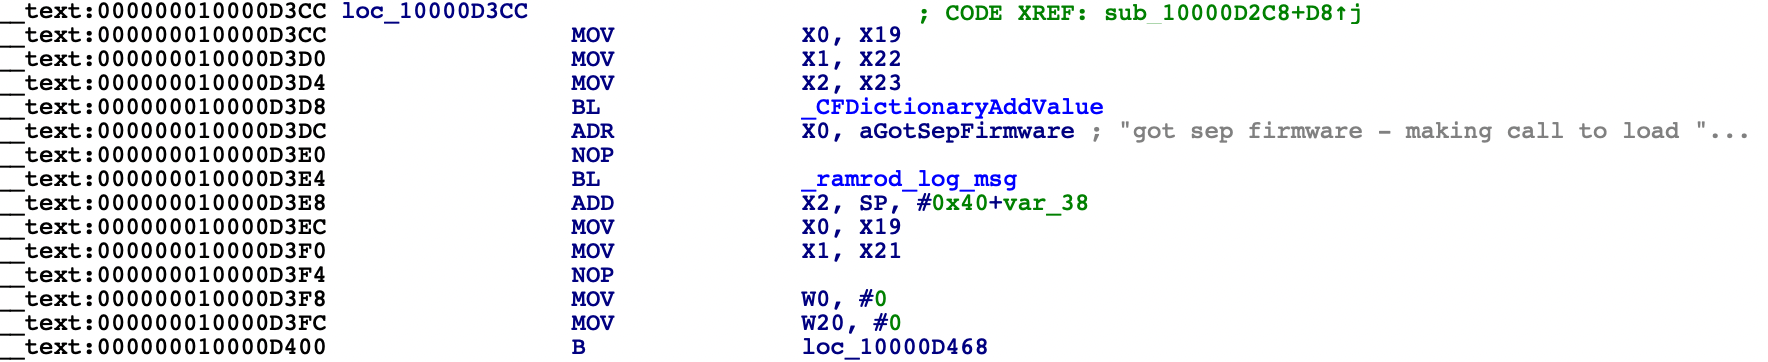 __text:000000010000D3CC loc_10000D3CC ; CODE XREF: sub_10000D2C8+D8↑j
__text:000000010000D3CC MOV X0, X19
__text:000000010000D3D0 MOV X1, X22
__text:000000010000D3D4 MOV X2, X23
__text:000000010000D3D8 BL _CFDictionaryAddValue
__text:000000010000D3DC ADR X0, aGotSepFirmware ; "got sep firmware - making call to load "...
__text:000000010000D3E0 NOP
__text:000000010000D3E4 BL _ramrod_log_msg
__text:000000010000D3E8 ADD X2, SP, #0x40+var_38
__text:000000010000D3EC MOV X0, X19
__text:000000010000D3F0 MOV X1, X21
__text:000000010000D3F4 NOP
__text:000000010000D3F8 MOV W0, #0
__text:000000010000D3FC MOV W20, #0
__text:000000010000D400 B loc_10000D468